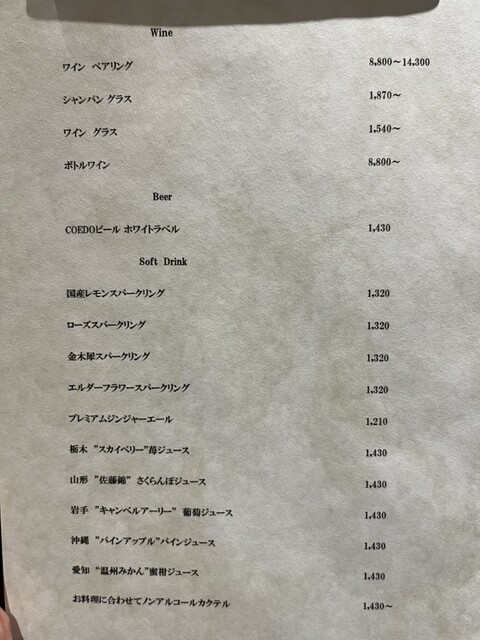 Wine
ワイン ペアリング 8,800～14,300
シャンパン グラス 1,870～
ワイン グラス 1,540～
ボトルワイン 8,800～
Beer
COEDOビール ホワイトラベル 1,430
Soft Drink
国産レモンスパークリング 1,320
ローズスパークリング 1,320
金木犀スパークリング 1,320
エルダーフラワースパークリング 1,320
プレミアムジンジャーエール 1,210
栃木 ”スカイベリー”苺ジュース 1,430
山形 ”佐藤錦” さくらんぼジュース 1,430
岩手 ”キャンベルアーリー” 葡萄ジュース 1,430
沖縄 ”パインアップル”パインジュース 1,430
愛知 “温州みかん”蜜柑ジュース 1,430
お料理に合わせてノンアルコールカクテル 1,430～